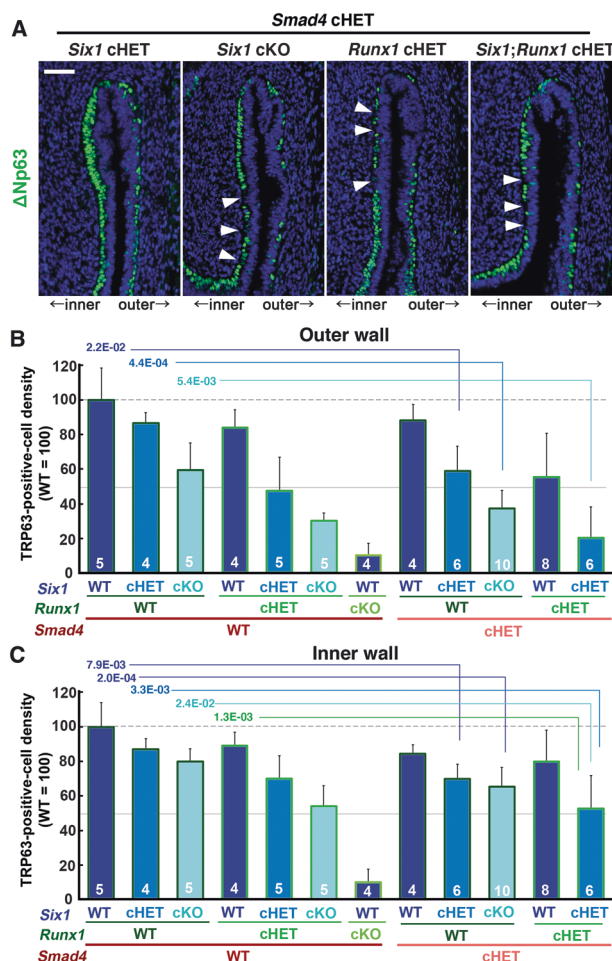 Smad4 cHET
A
Six1 cHET Six1 cKO Runx1 cHET Six1;Runx1 cHET
ΔNp63
←inner outer→ ←inner outer→ ←inner outer→ ←inner outer→
B Outer wall
2.2E-02
4.4E-04
5.4E-03
TRP63-positive-cell density
(WT = 100)
120
100
80
60
40
20
0
5 4 5 4 5 5 4 4 6 10 8 6
Six1 WT cHET cKO WT cHET cKO WT WT cHET cKO WT cHET
Runx1 WT cHET cKO WT cHET
Smad4 WT cHET
C Inner wall
7.9E-03
2.0E-04
3.3E-03
2.4E-02
1.3E-03
TRP63-positive-cell density
(WT = 100)
120
100
80
60
40
20
0
5 4 5 4 5 5 4 4 6 10 8 6
Six1 WT cHET cKO WT cHET cKO WT WT cHET cKO WT cHET
Runx1 WT cHET cKO WT cHET
Smad4 WT cHET